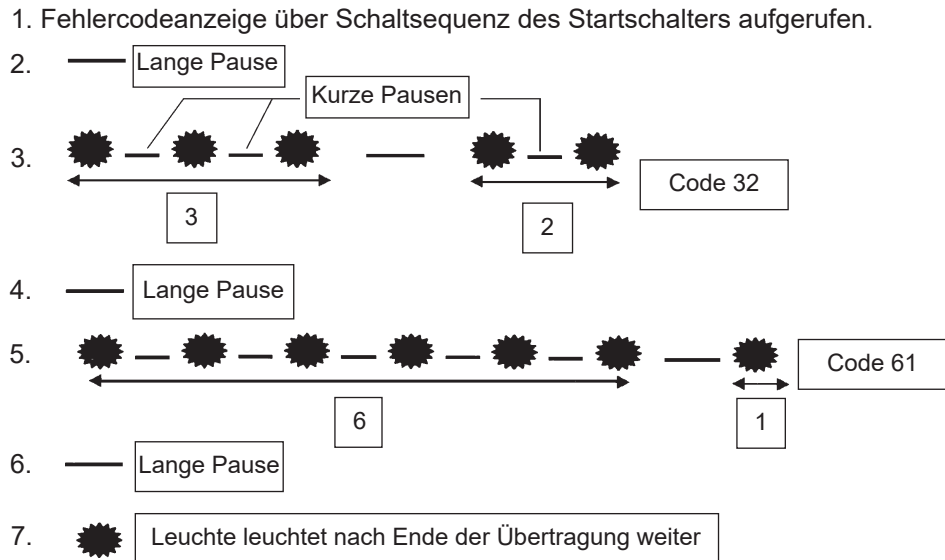 1. Fehlercodeanzeige über Schaltsequenz des Startschalters aufgerufen.
2. Lange Pause
Kurze Pausen
3.
Code 32
3 2
4. Lange Pause
5.
Code 61
6 1
6. Lange Pause
7. Leuchte leuchtet nach Ende der Übertragung weiter